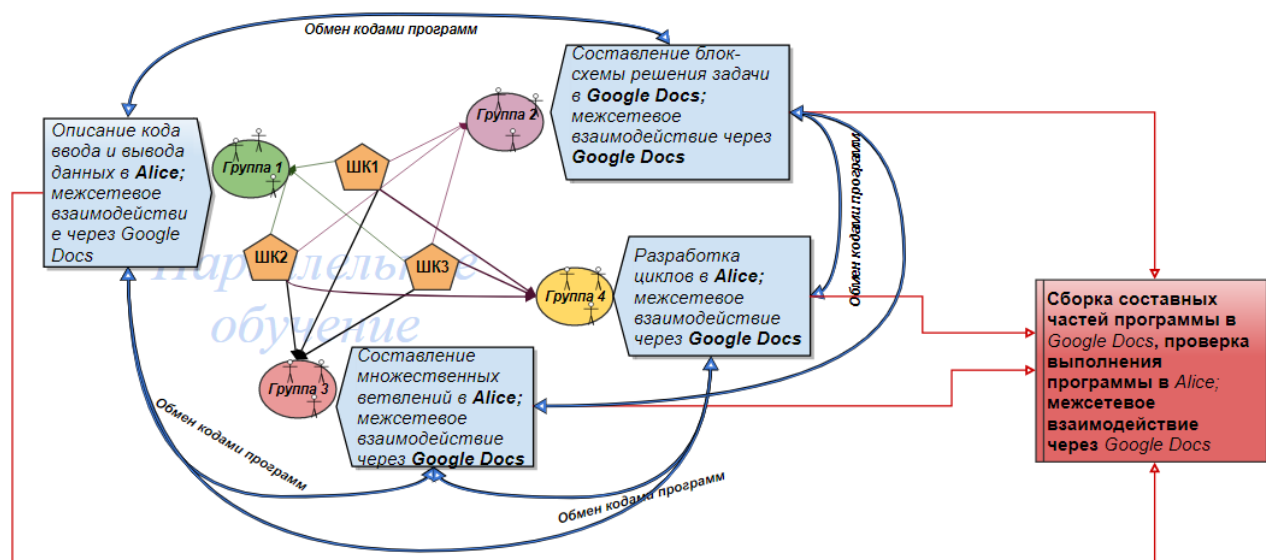 Обмен кодами программ
Составление блок-
схемы решения задачи
в Google Docs;
межсетевое
взаимодействие через
Google Docs
Группа 2
Описание кода
ввода и вывода
данных в Alice;
межсетевое
взаимодействи
е через Google
Docs
Группа 1
ШК1
ШК2
ШК3
Параллельное
обучение
Обмен кодами программ
Разработка
циклов в Alice;
межсетевое
взаимодействие
через Google Docs
Группа 4
Группа 3
Составление
множественных
ветвлений в Alice;
межсетевое
взаимодействие
через Google Docs
Сборка составных
частей программы в
Google Docs, проверка
выполнения
программы в Alice;
межсетевое
взаимодействие
через Google Docs
Обмен кодами программ
Обмен кодами программ